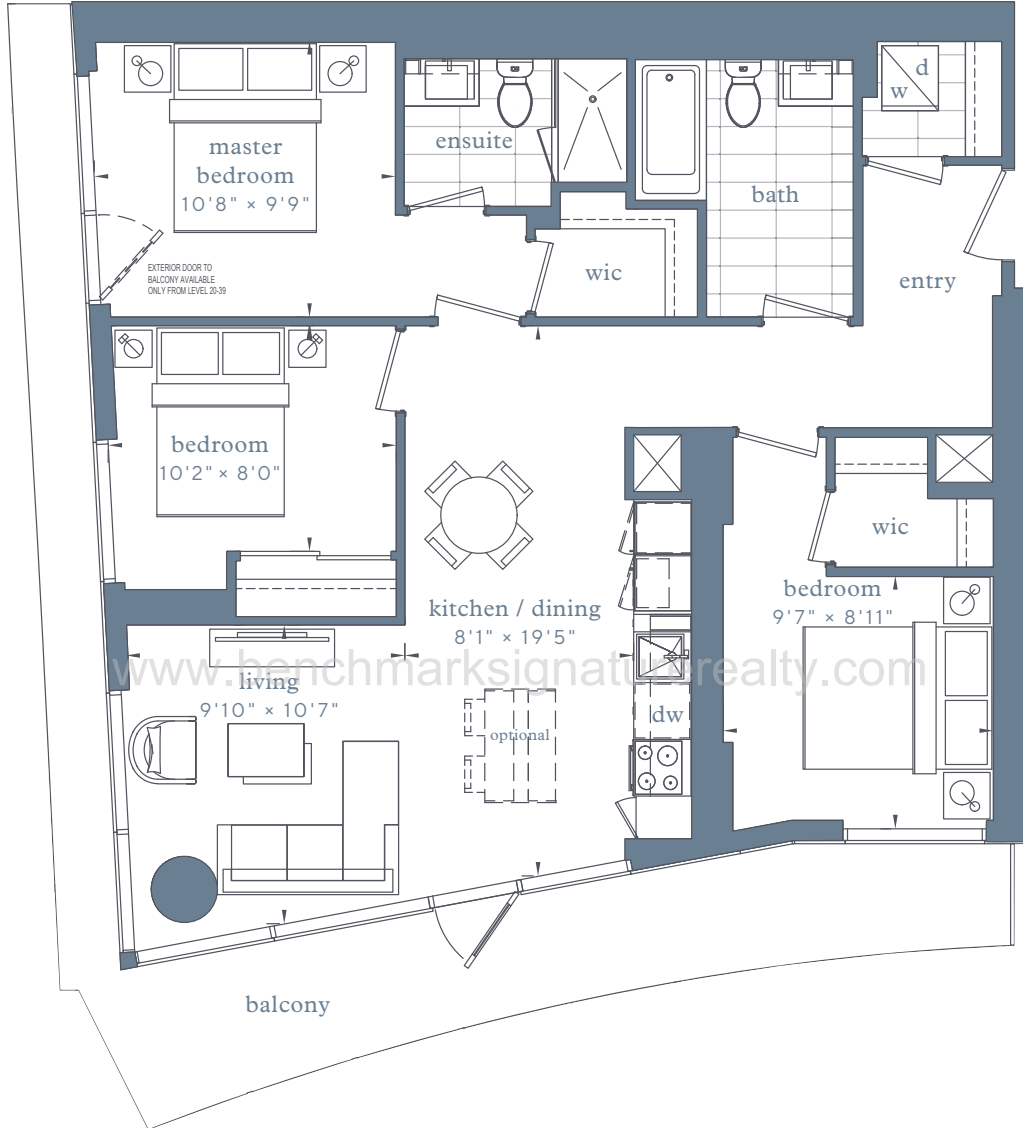 d
w
ensuite
master
bedroom
10'8" × 9'9"
bath
EXTERIOR DOOR TO
BALCONY AVAILABLE
ONLY FROM LEVEL 20-39
wic
entry
bedroom
10'2" × 8'0"
wic
bedroom
9'7" × 8'11"
kitchen / dining
8'1" × 19'5"
www.benchmarksignaturerealty.com
living
9'10" × 10'7"
dw
optional
balcony